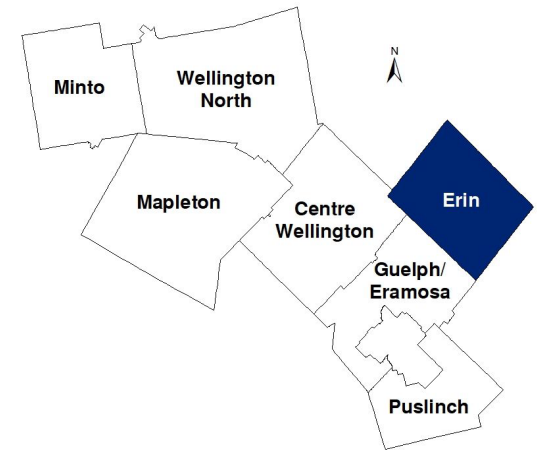 N
Minto
Wellington
North
Mapleton
Centre
Wellington
Erin
Guelph/
Eramosa
Puslinch